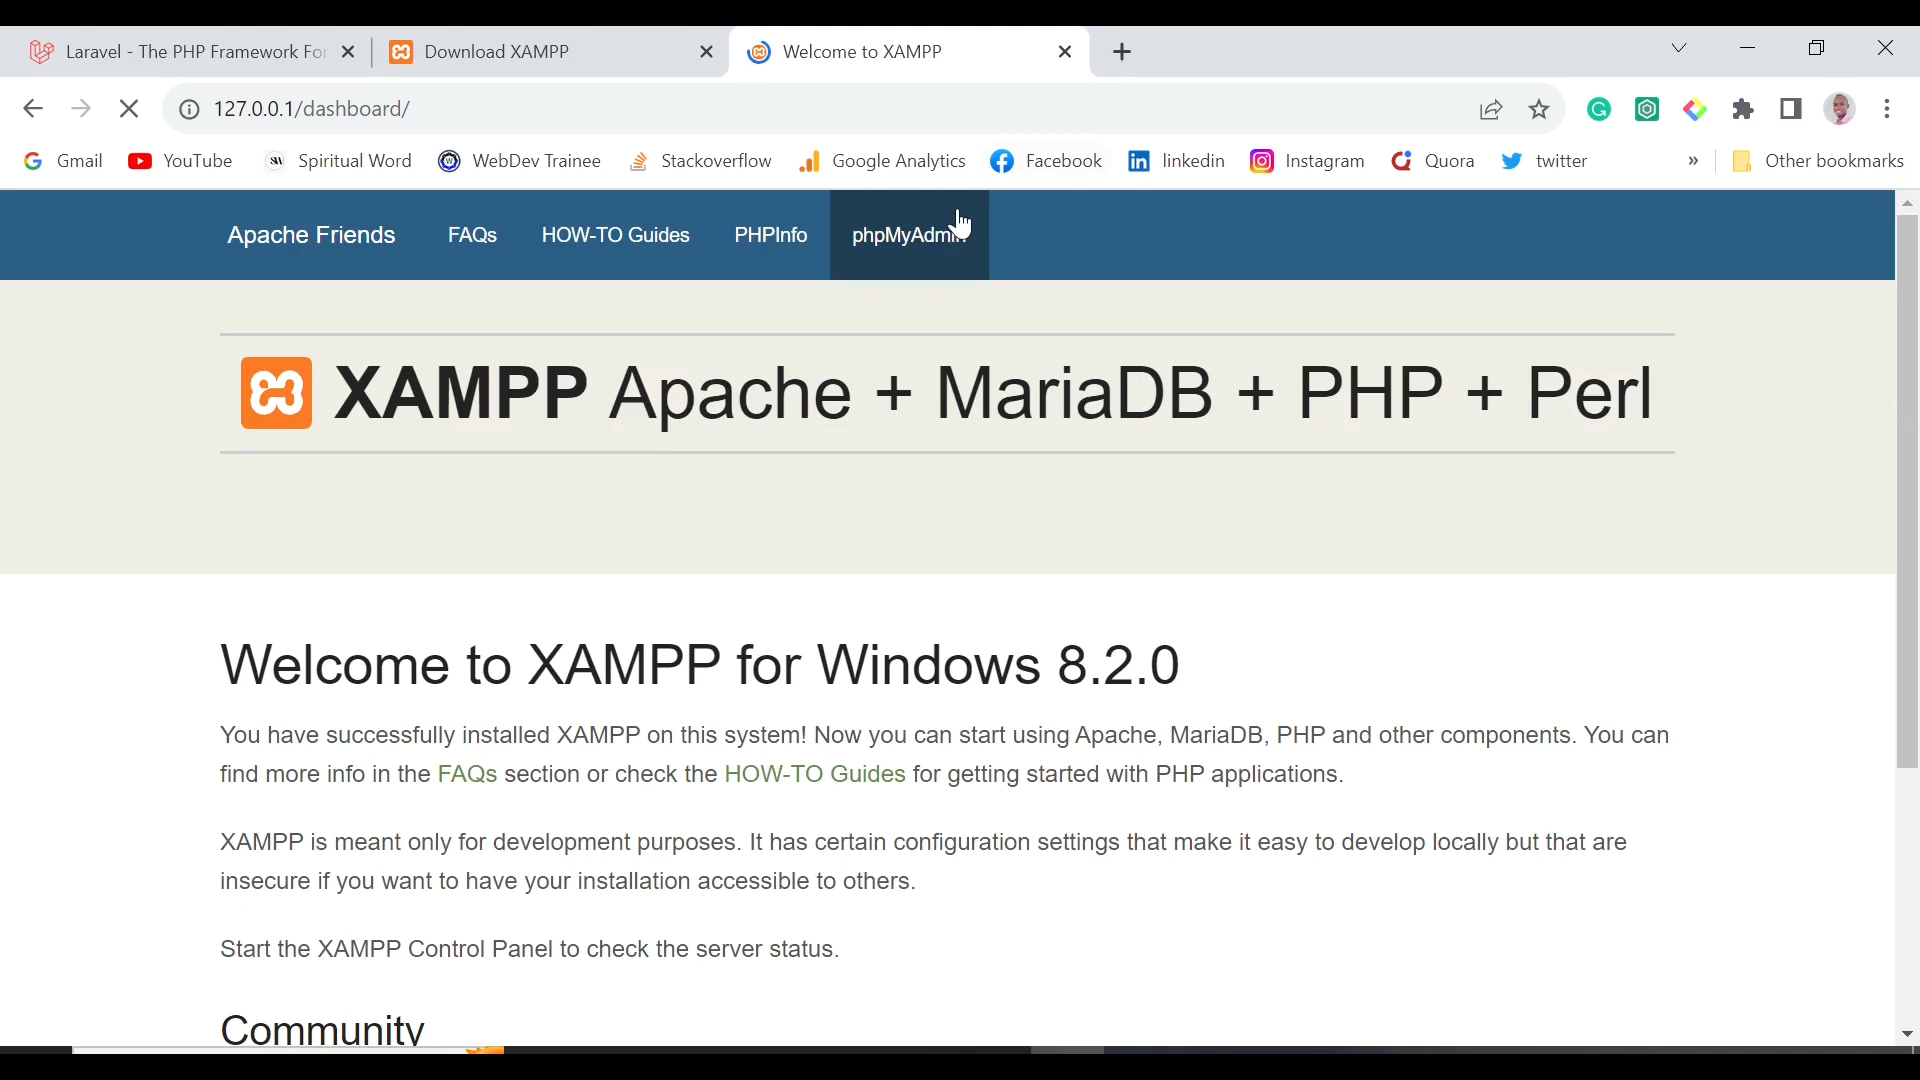 Laravel - The PHP Framework For
Download XAMPP
Welcome to XAMPP
127.0.0.1/dashboard/
Gmail
YouTube
Spiritual Word
WebDev Trainee
Stackoverflow
Google Analytics
Facebook
linkedin
Instagram
Quora
twitter
»
Other bookmarks
Apache Friends
FAQs
HOW-TO Guides
PHPInfo
phpMyAdmin
XAMPP Apache + MariaDB + PHP + Perl
Welcome to XAMPP for Windows 8.2.0
You have successfully installed XAMPP on this system! Now you can start using Apache, MariaDB, PHP and other components. You can
find more info in the FAQs section or check the HOW-TO Guides for getting started with PHP applications.
XAMPP is meant only for development purposes. It has certain configuration settings that make it easy to develop locally but that are
insecure if you want to have your installation accessible to others.
Start the XAMPP Control Panel to check the server status.
Community